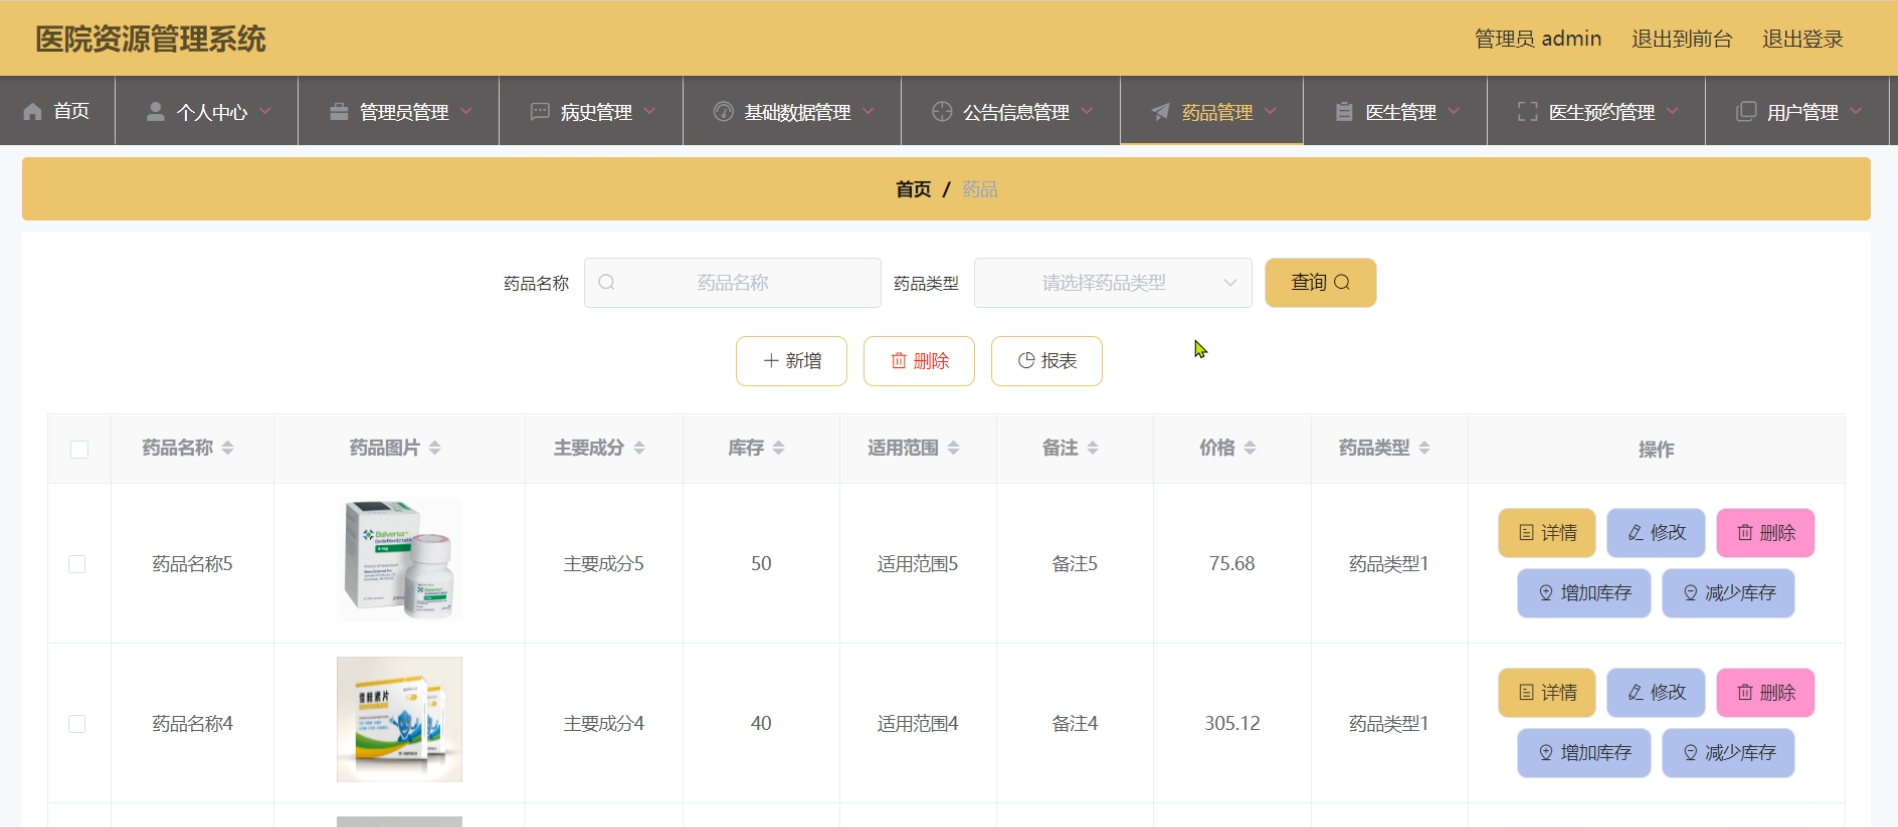 医院资源管理系统
管理员 admin 退出到前台 退出登录
首页 个人中心 管理员管理 病史管理 基础数据管理 公告信息管理 药品管理 医生管理 医生预约管理 用户管理
首页 / 药品
药品名称 药品名称 药品类型 请选择药品类型 查询
新增 删除 报表
药品名称 药品图片 主要成分 库存 适用范围 备注 价格 药品类型 操作
Balversa
药品名称5 主要成分5 50 适用范围5 备注5 75.68 药品类型1
详情 修改 删除
增加库存 减少库存
药品名称4 主要成分4 40 适用范围4 备注4 305.12 药品类型1
详情 修改 删除
增加库存 减少库存